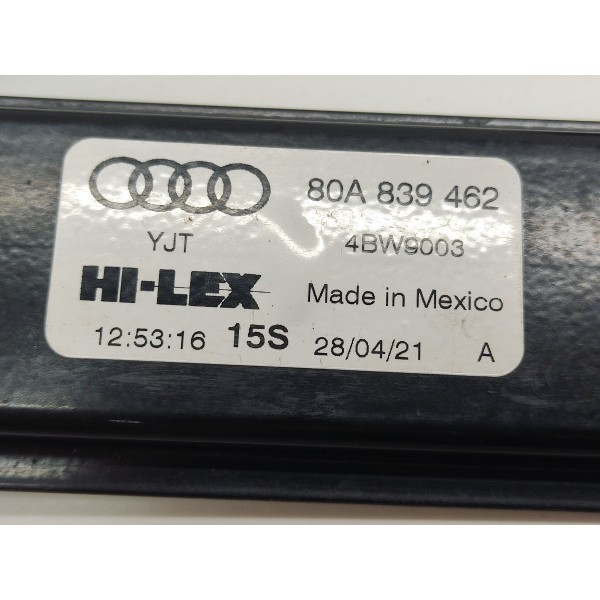 80A 839 462
YJT 4BW9003
HI-LEX Made in Mexico
12:53:16 15S 28/04/21 A